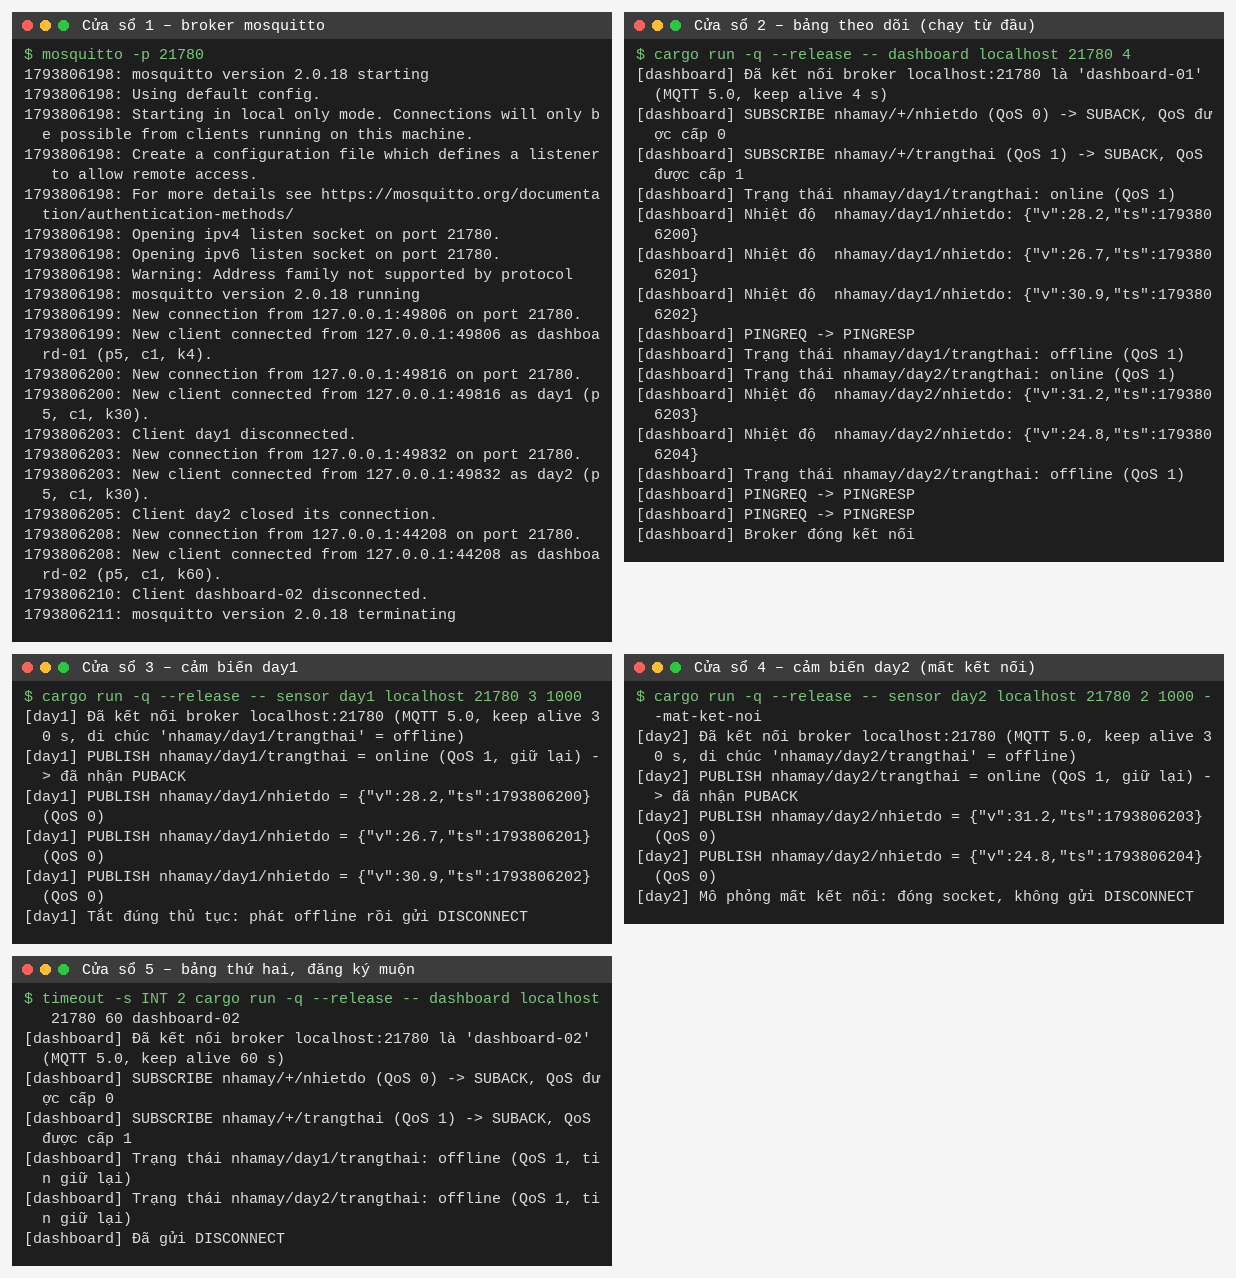 Cửa sổ 1 – broker mosquitto
$ mosquitto -p 21780
1793806198: mosquitto version 2.0.18 starting
1793806198: Using default config.
1793806198: Starting in local only mode. Connections will only b
e possible from clients running on this machine.
1793806198: Create a configuration file which defines a listener
to allow remote access.
1793806198: For more details see https://mosquitto.org/documenta
tion/authentication-methods/
1793806198: Opening ipv4 listen socket on port 21780.
1793806198: Opening ipv6 listen socket on port 21780.
1793806198: Warning: Address family not supported by protocol
1793806198: mosquitto version 2.0.18 running
1793806199: New connection from 127.0.0.1:49806 on port 21780.
1793806199: New client connected from 127.0.0.1:49806 as dashboa
rd-01 (p5, c1, k4).
1793806200: New connection from 127.0.0.1:49816 on port 21780.
1793806200: New client connected from 127.0.0.1:49816 as day1 (p
5, c1, k30).
1793806203: Client day1 disconnected.
1793806203: New connection from 127.0.0.1:49832 on port 21780.
1793806203: New client connected from 127.0.0.1:49832 as day2 (p
5, c1, k30).
1793806205: Client day2 closed its connection.
1793806208: New connection from 127.0.0.1:44208 on port 21780.
1793806208: New client connected from 127.0.0.1:44208 as dashboa
rd-02 (p5, c1, k60).
1793806210: Client dashboard-02 disconnected.
1793806211: mosquitto version 2.0.18 terminating
Cửa sổ 2 – bảng theo dõi (chạy từ đầu)
$ cargo run -q --release -- dashboard localhost 21780 4
[dashboard] Đã kết nối broker localhost:21780 là 'dashboard-01'
(MQTT 5.0, keep alive 4 s)
[dashboard] SUBSCRIBE nhamay/+/nhietdo (QoS 0) -> SUBACK, QoS đư
ợc cấp 0
[dashboard] SUBSCRIBE nhamay/+/trangthai (QoS 1) -> SUBACK, QoS
được cấp 1
[dashboard] Trạng thái nhamay/day1/trangthai: online (QoS 1)
[dashboard] Nhiệt độ  nhamay/day1/nhietdo: {"v":28.2,"ts":179380
6200}
[dashboard] Nhiệt độ  nhamay/day1/nhietdo: {"v":26.7,"ts":179380
6201}
[dashboard] Nhiệt độ  nhamay/day1/nhietdo: {"v":30.9,"ts":179380
6202}
[dashboard] PINGREQ -> PINGRESP
[dashboard] Trạng thái nhamay/day1/trangthai: offline (QoS 1)
[dashboard] Trạng thái nhamay/day2/trangthai: online (QoS 1)
[dashboard] Nhiệt độ  nhamay/day2/nhietdo: {"v":31.2,"ts":179380
6203}
[dashboard] Nhiệt độ  nhamay/day2/nhietdo: {"v":24.8,"ts":179380
6204}
[dashboard] Trạng thái nhamay/day2/trangthai: offline (QoS 1)
[dashboard] PINGREQ -> PINGRESP
[dashboard] PINGREQ -> PINGRESP
[dashboard] Broker đóng kết nối
Cửa sổ 3 – cảm biến day1
$ cargo run -q --release -- sensor day1 localhost 21780 3 1000
[day1] Đã kết nối broker localhost:21780 (MQTT 5.0, keep alive 3
0 s, di chúc 'nhamay/day1/trangthai' = offline)
[day1] PUBLISH nhamay/day1/trangthai = online (QoS 1, giữ lại) -
> đã nhận PUBACK
[day1] PUBLISH nhamay/day1/nhietdo = {"v":28.2,"ts":1793806200}
(QoS 0)
[day1] PUBLISH nhamay/day1/nhietdo = {"v":26.7,"ts":1793806201}
(QoS 0)
[day1] PUBLISH nhamay/day1/nhietdo = {"v":30.9,"ts":1793806202}
(QoS 0)
[day1] Tắt đúng thủ tục: phát offline rồi gửi DISCONNECT
Cửa sổ 4 – cảm biến day2 (mất kết nối)
$ cargo run -q --release -- sensor day2 localhost 21780 2 1000 -
-mat-ket-noi
[day2] Đã kết nối broker localhost:21780 (MQTT 5.0, keep alive 3
0 s, di chúc 'nhamay/day2/trangthai' = offline)
[day2] PUBLISH nhamay/day2/trangthai = online (QoS 1, giữ lại) -
> đã nhận PUBACK
[day2] PUBLISH nhamay/day2/nhietdo = {"v":31.2,"ts":1793806203}
(QoS 0)
[day2] PUBLISH nhamay/day2/nhietdo = {"v":24.8,"ts":1793806204}
(QoS 0)
[day2] Mô phỏng mất kết nối: đóng socket, không gửi DISCONNECT
Cửa sổ 5 – bảng thứ hai, đăng ký muộn
$ timeout -s INT 2 cargo run -q --release -- dashboard localhost
21780 60 dashboard-02
[dashboard] Đã kết nối broker localhost:21780 là 'dashboard-02'
(MQTT 5.0, keep alive 60 s)
[dashboard] SUBSCRIBE nhamay/+/nhietdo (QoS 0) -> SUBACK, QoS đư
ợc cấp 0
[dashboard] SUBSCRIBE nhamay/+/trangthai (QoS 1) -> SUBACK, QoS
được cấp 1
[dashboard] Trạng thái nhamay/day1/trangthai: offline (QoS 1, ti
n giữ lại)
[dashboard] Trạng thái nhamay/day2/trangthai: offline (QoS 1, ti
n giữ lại)
[dashboard] Đã gửi DISCONNECT